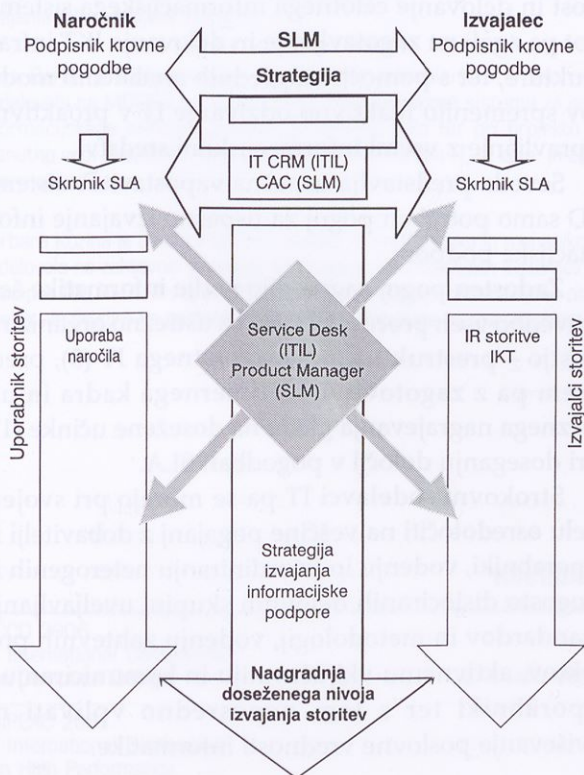 Naročnik
Podpisnik krovne
pogodbe
SLM
Strategija
Izvajalec
Podpisnik krovne
pogodbe
Skrbnik SLA
IT CRM (ITIL)
CAC (SLM)
Skrbnik SLA
Uporabnik storitev
Uporaba
naročila
Service Desk
(ITIL)
Product Manager
(SLM)
IR storitve
IKT
Izvajalci storitev
Strategija
izvajanja
informacijske
podpore
Nadgradnja
doseženega nivoja
izvajanja storitev